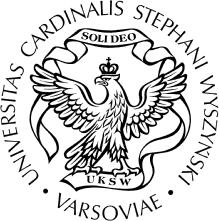 UNIVERSITAS CARDINALIS STEPHANI WYSZYŃSKI
• VARSOVIAE •
SOLI DEO
UKSW